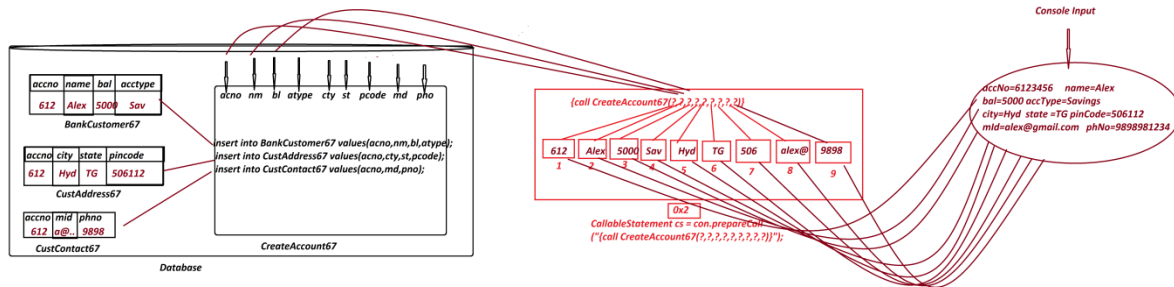 Console Input
accNo=6123456 name=Alex
bal=5000 accType=Savings
city=Hyd state =TG pinCode=506112
mId=alex@gmail.com phNo=9898981234
accno name bal acctype
612 Alex 5000 Sav
BankCustomer67
accno city state pincode
612 Hyd TG 506112
CustAddress67
accno mid phno
612 a@.. 9898
CustContact67
acno nm bl atype cty st pcode md pho
insert into BankCustomer67 values(acno,nm,bl,atype);
insert into CustAddress67 values(acno,cty,st,pcode);
insert into CustContact67 values(acno,md,pno);
CreateAccount67
Database
{call CreateAccount67(?,?,?,?,?,?,?,?,?)}
612 Alex 5000 Sav Hyd TG 506 alex@ 9898
1 2 3 4 5 6 7 8 9
0x2
CallableStatement cs = con.prepareCall
("{call CreateAccount67(?,?,?,?,?,?,?,?,?)}");